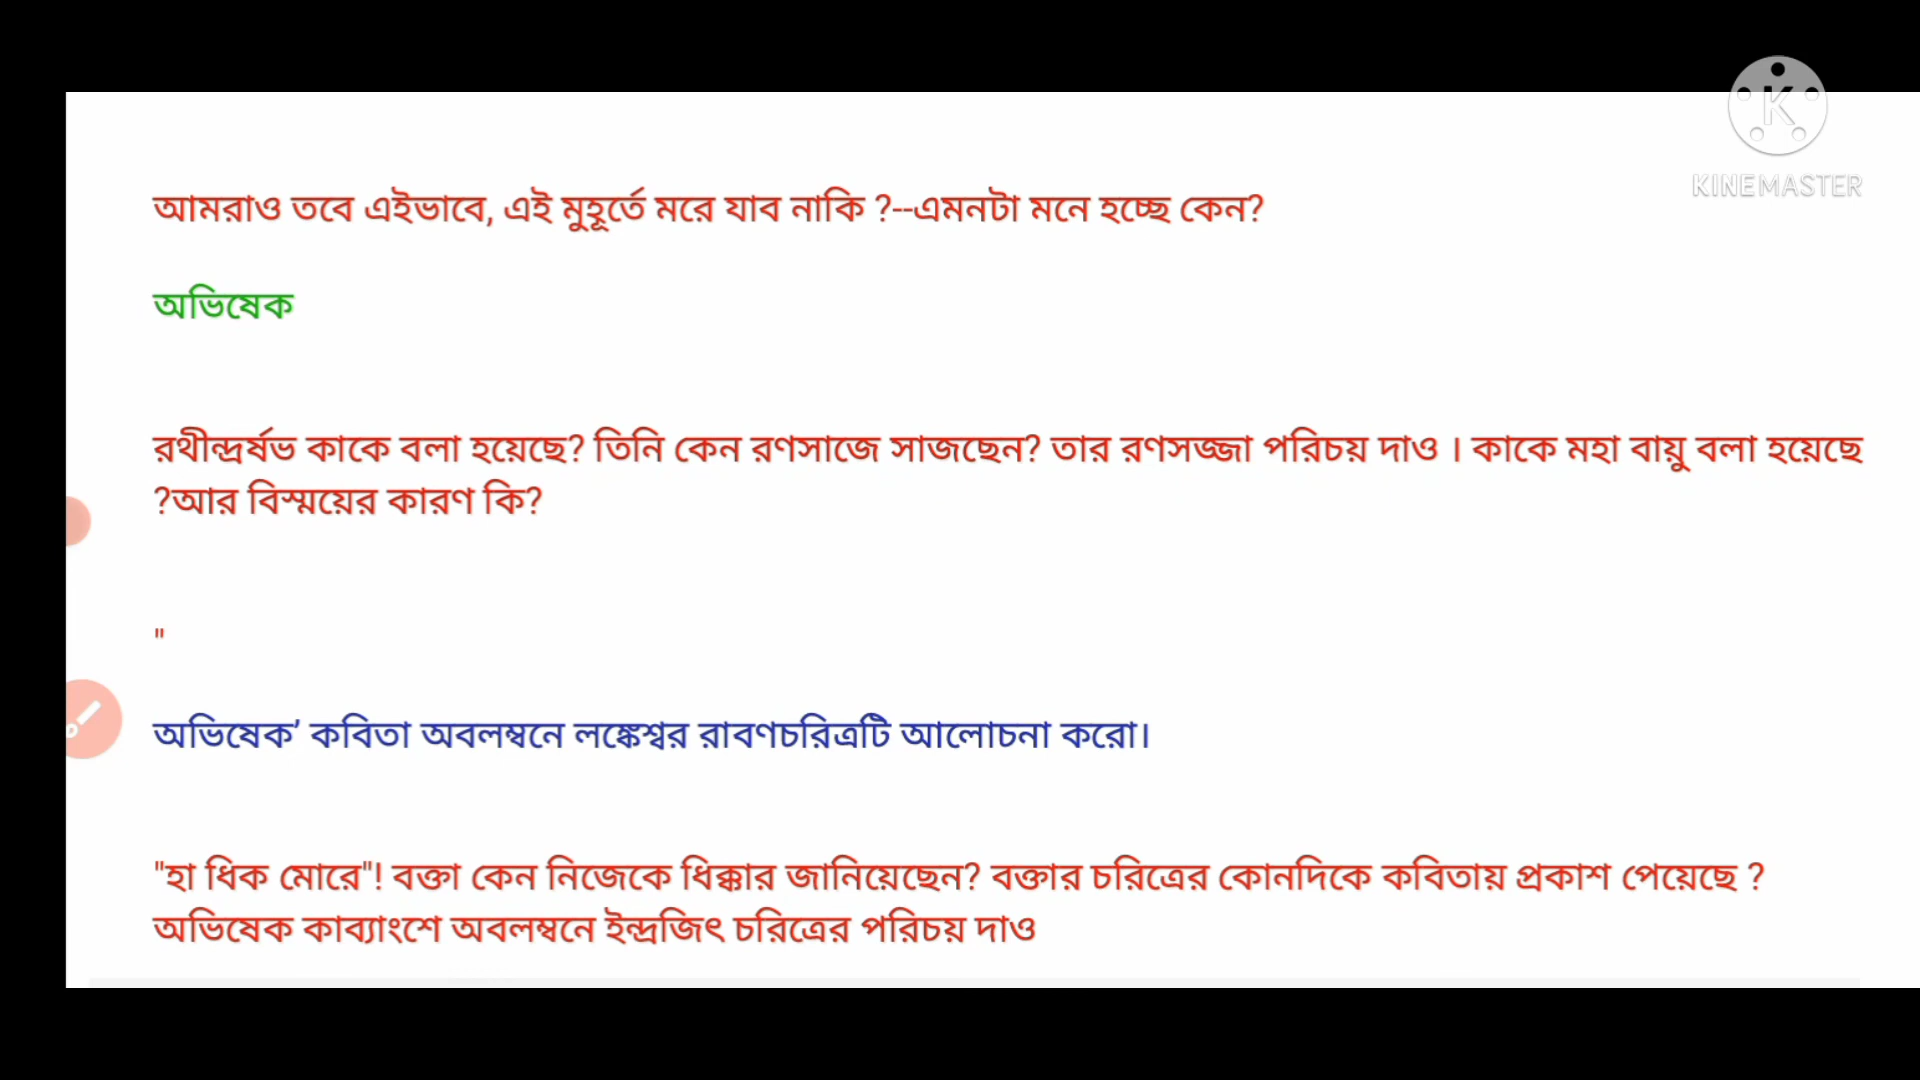 KINEMASTER
আমরাও তবে এইভাবে, এই মুহূর্তে মরে যাব নাকি ?--এমনটা মনে হচ্ছে কেন?
অভিষেক
রথীন্দ্রর্ষভ কাকে বলা হয়েছে? তিনি কেন রণসাজে সাজছেন? তার রণসজ্জা পরিচয় দাও । কাকে মহা বায়ু বলা হয়েছে
?আর বিস্ময়ের কারণ কি?
"
অভিষেক’ কবিতা অবলম্বনে লঙ্কেশ্বর রাবণচরিত্রটি আলোচনা করো।
"হা ধিক মোরে"! বক্তা কেন নিজেকে ধিক্কার জানিয়েছেন? বক্তার চরিত্রের কোনদিকে কবিতায় প্রকাশ পেয়েছে ?
অভিষেক কাব্যাংশে অবলম্বনে ইন্দ্রজিৎ চরিত্রের পরিচয় দাও